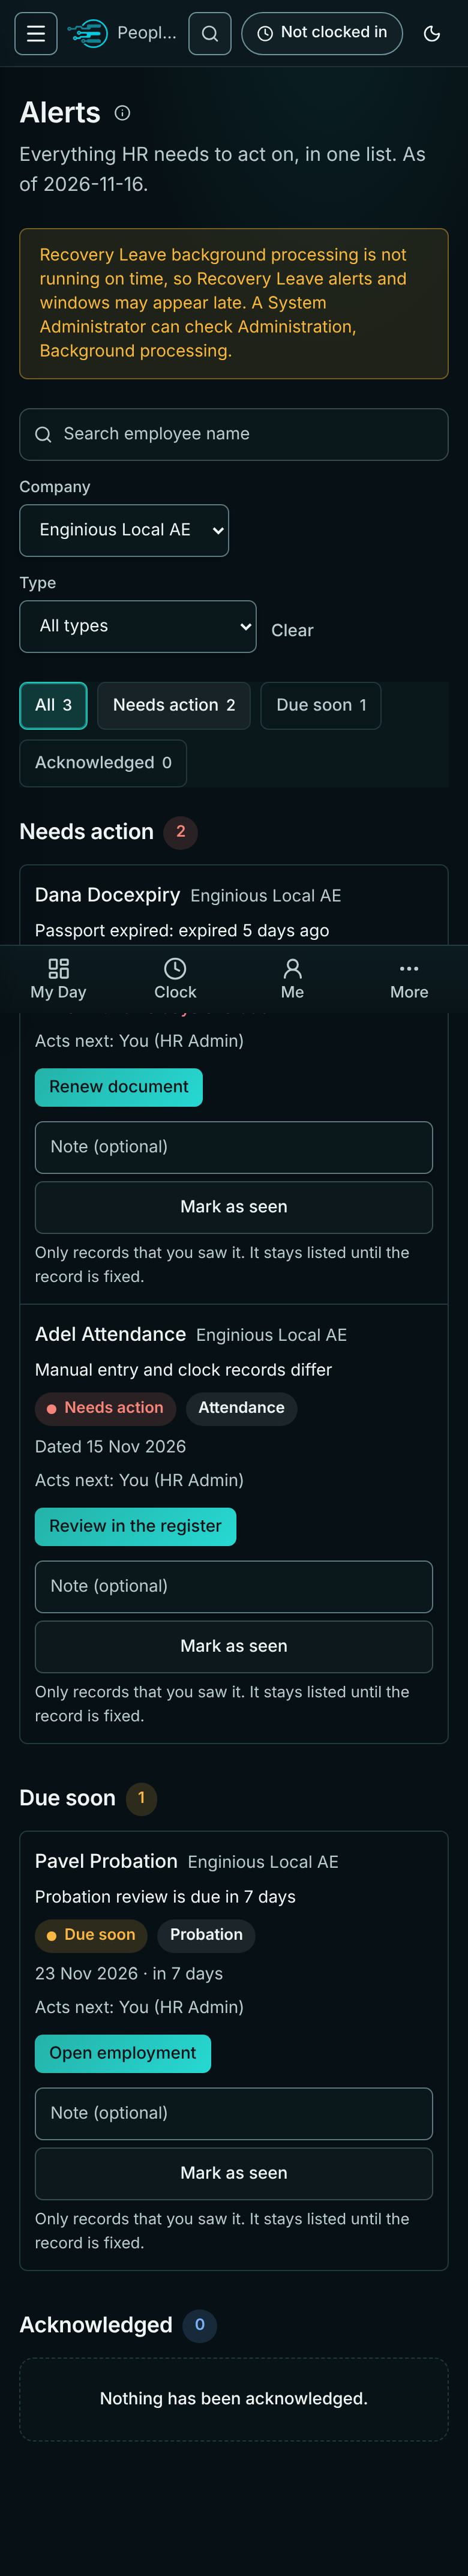 Peopl...
Not clocked in
Alerts
Everything HR needs to act on, in one list. As
of 2026-11-16.
Recovery Leave background processing is not
running on time, so Recovery Leave alerts and
windows may appear late. A System
Administrator can check Administration,
Background processing.
Search employee name
Company
Enginious Local AE
Type
All types
Clear
All 3
Needs action 2
Due soon 1
Acknowledged 0
Needs action 2
Dana Docexpiry Enginious Local AE
Passport expired: expired 5 days ago
My Day
Clock
Me
More
Acts next: You (HR Admin)
Renew document
Note (optional)
Mark as seen
Only records that you saw it. It stays listed until the
record is fixed.
Adel Attendance Enginious Local AE
Manual entry and clock records differ
Needs action Attendance
Dated 15 Nov 2026
Acts next: You (HR Admin)
Review in the register
Note (optional)
Mark as seen
Only records that you saw it. It stays listed until the
record is fixed.
Due soon 1
Pavel Probation Enginious Local AE
Probation review is due in 7 days
Due soon Probation
23 Nov 2026 · in 7 days
Acts next: You (HR Admin)
Open employment
Note (optional)
Mark as seen
Only records that you saw it. It stays listed until the
record is fixed.
Acknowledged 0
Nothing has been acknowledged.